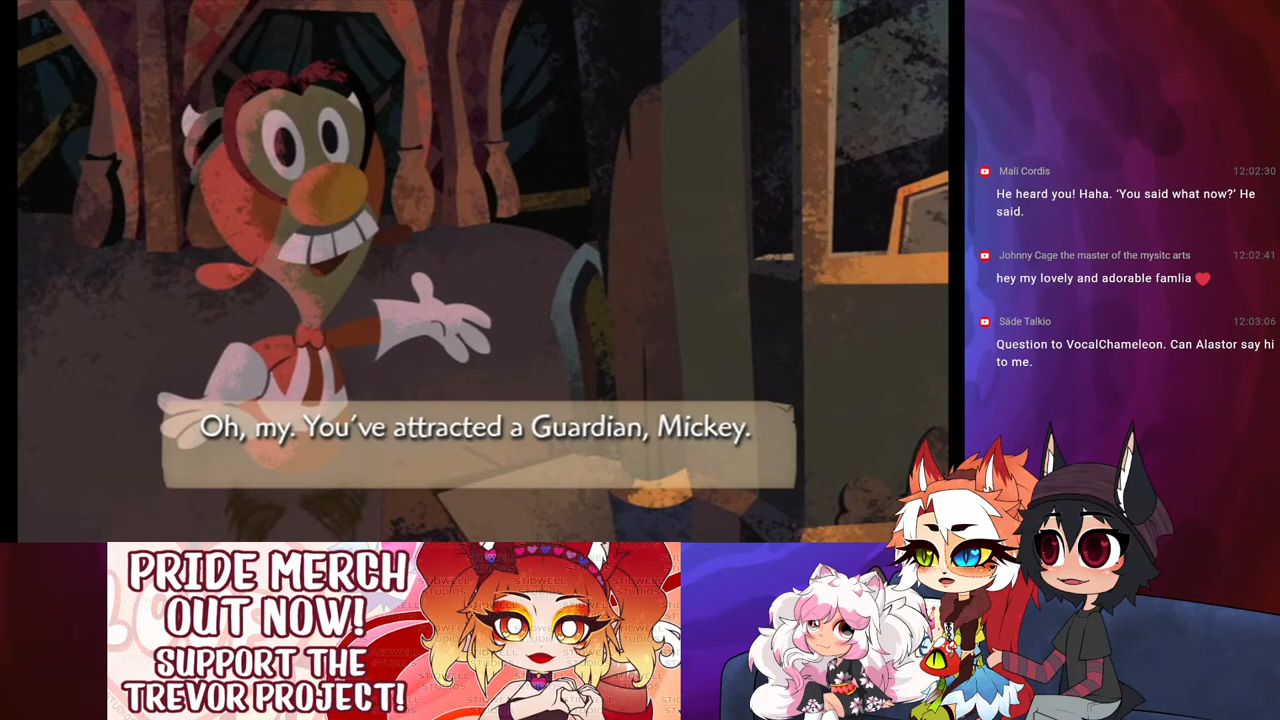 Oh, my. You've attracted a Guardian, Mickey.
Mali Cordis 12:02:30
He heard you! Haha. 'You said what now?' He
said.
Johnny Cage the master of the mysitc arts 12:02:41
hey my lovely and adorable famlia
Säde Talkio 12:03:06
Question to VocalChameleon. Can Alastor say hi
to me.
PRIDE MERCH
OUT NOW!
SUPPORT THE
TREVOR PROJECT!
STIDWELL
STUDIOS